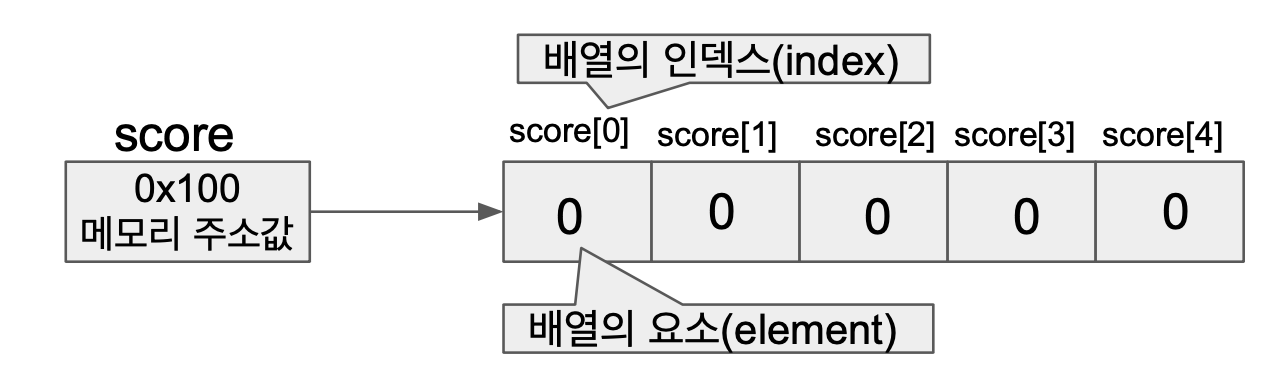 배열의 인덱스(index)
score
score[0] score[1] score[2] score[3] score[4]
0x100
메모리 주소값
0 0 0 0 0
배열의 요소(element)